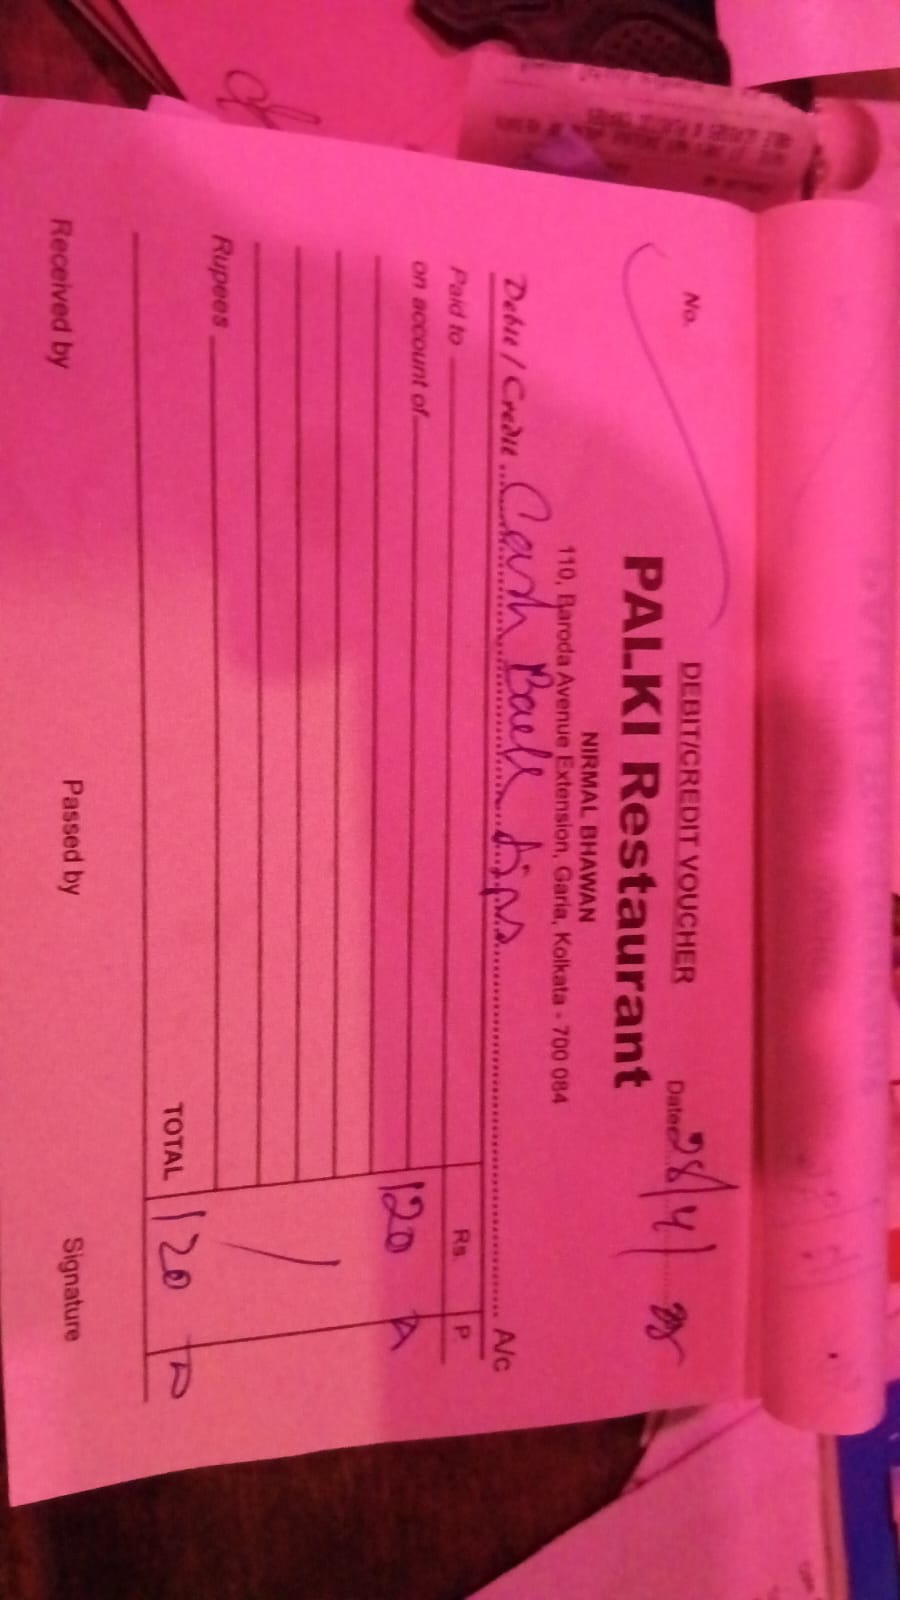 DEBIT/CREDIT VOUCHER
No.
Date 28/4/
PALKI Restaurant
NIRMAL BHAWAN
110, Baroda Avenue Extension, Garia, Kolkata - 700 084
Debit / Credit Cash Back tips A/c
Paid to Rs. P
on account of 120
Rupees
TOTAL 120
Received by Passed by Signature